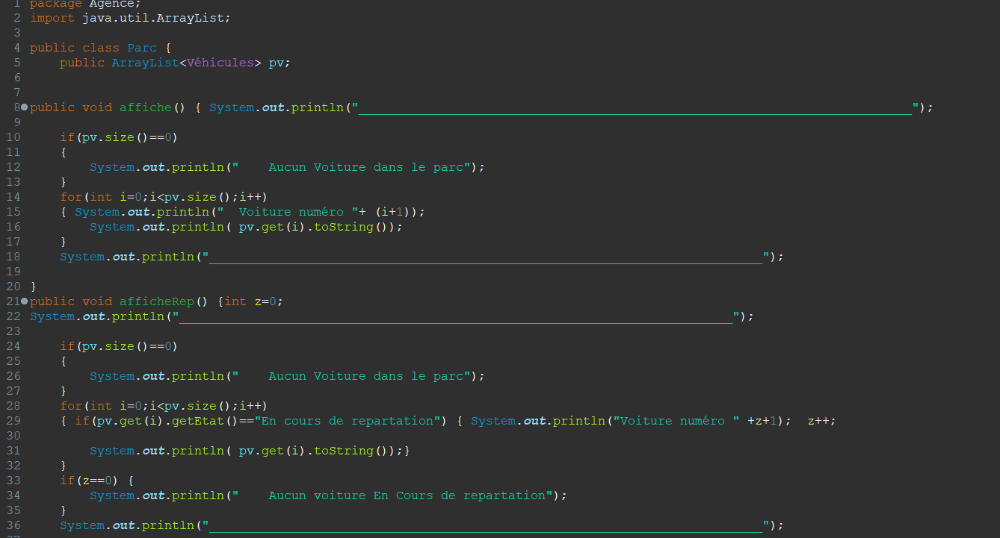 1 package Agence;
2 import java.util.ArrayList;
3
4 public class Parc {
5     public ArrayList<Véhicules> pv;
6
7
8 public void affiche() { System.out.println("__________________________________________________________________________");
9
10     if(pv.size()==0)
11     {
12         System.out.println("    Aucun Voiture dans le parc");
13     }
14     for(int i=0;i<pv.size();i++)
15     { System.out.println("  Voiture numéro "+ (i+1));
16         System.out.println( pv.get(i).toString());
17     }
18     System.out.println("__________________________________________________________________________");
19
20 }
21 public void afficheRep() {int z=0;
22 System.out.println("__________________________________________________________________________");
23
24     if(pv.size()==0)
25     {
26         System.out.println("    Aucun Voiture dans le parc");
27     }
28     for(int i=0;i<pv.size();i++)
29     { if(pv.get(i).getEtat()=="En cours de repartation") { System.out.println("Voiture numéro " +z+1);  z++;
30
31         System.out.println( pv.get(i).toString());}
32     }
33     if(z==0) {
34         System.out.println("    Aucun voiture En Cours de repartation");
35     }
36     System.out.println("__________________________________________________________________________");